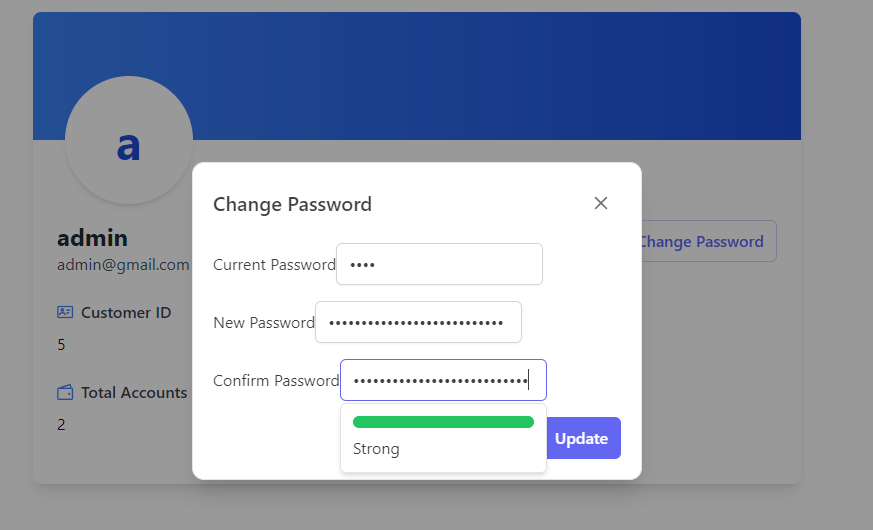 a
admin
admin@gmail.com
Customer ID
5
Total Accounts
2
Change Password
Change Password
Current Password ••••
New Password •••••••••••••••••••••••••••
Confirm Password •••••••••••••••••••••••••••
Strong
Update